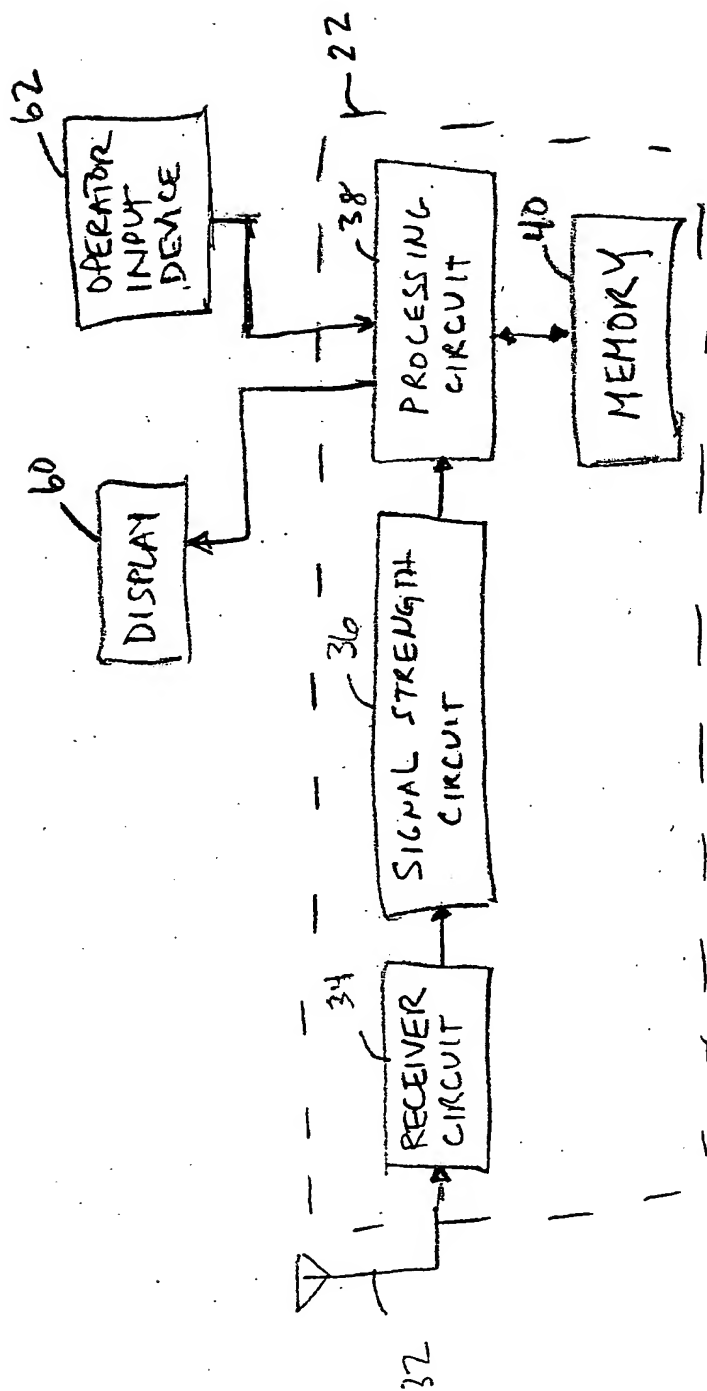 62
OPERATOR
INPUT
DEVICE
22
60
DISPLAY
38
PROCESSING
CIRCUIT
40
MEMORY
36
SIGNAL STRENGTH
CIRCUIT
34
RECEIVER
CIRCUIT
32